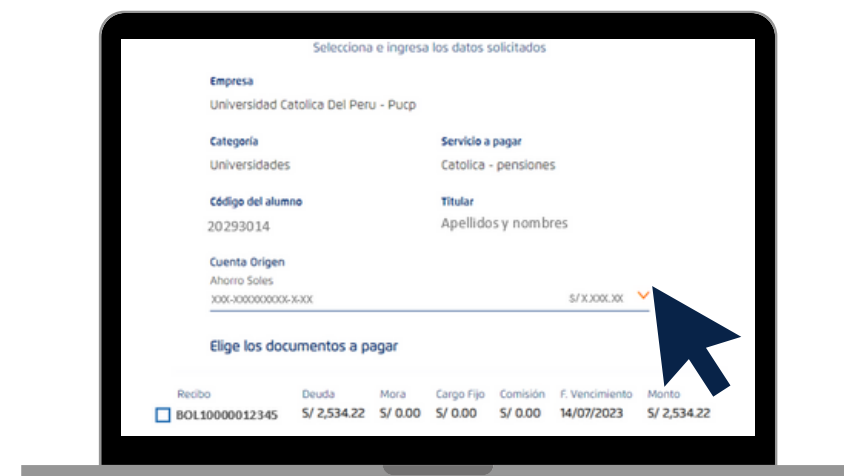 Selecciona e ingresa los datos solicitados
Empresa
Universidad Catolica Del Peru - Pucp
Categoría Servicio a pagar
Universidades Catolica - pensiones
Código del alumno Titular
20293014 Apellidos y nombres
Cuenta Origen
Ahorro Soles
XXX-XXXXXXXXX-X-XX S/ X.XXX.XX
Elige los documentos a pagar
Recibo Deuda Mora Cargo Fijo Comisión F. Vencimiento Monto
BOL10000012345 S/ 2,534.22 S/ 0.00 S/ 0.00 S/ 0.00 14/07/2023 S/ 2,534.22